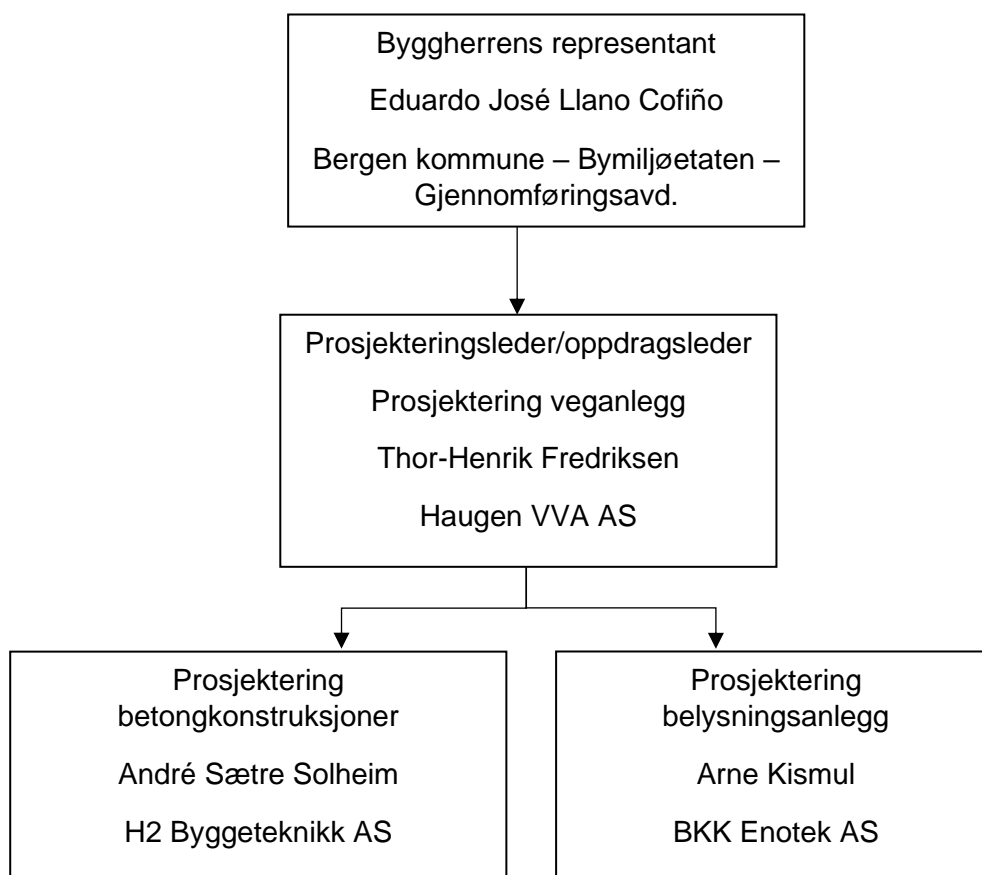 Byggherrens representant
Eduardo José Llano Cofiño
Bergen kommune – Bymiljøetaten –
Gjennomføringsavd.
Prosjekteringsleder/oppdragsleder
Prosjektering veganlegg
Thor-Henrik Fredriksen
Haugen VVA AS
Prosjektering
betongkonstruksjoner
André Sætre Solheim
H2 Byggeteknikk AS
Prosjektering
belysningsanlegg
Arne Kismul
BKK Enotek AS